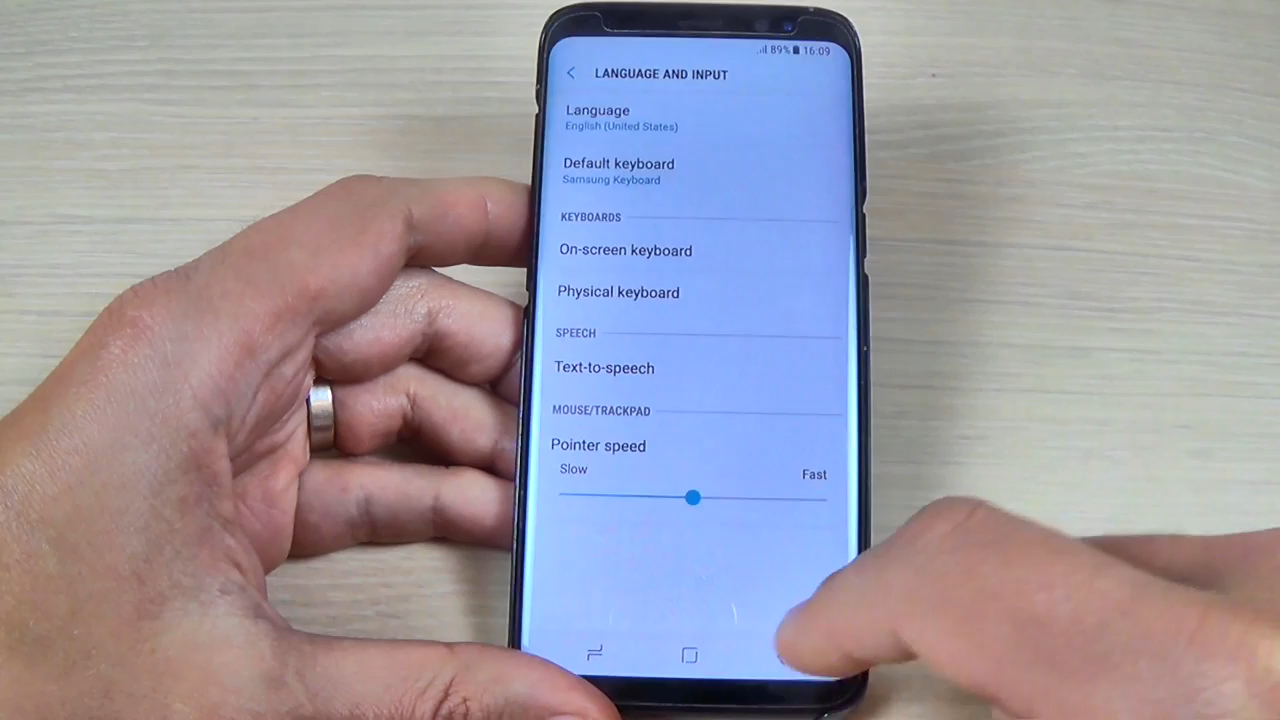 89% 16:09
LANGUAGE AND INPUT
Language
English (United States)
Default keyboard
Samsung Keyboard
KEYBOARDS
On-screen keyboard
Physical keyboard
SPEECH
Text-to-speech
MOUSE/TRACKPAD
Pointer speed
Slow Fast